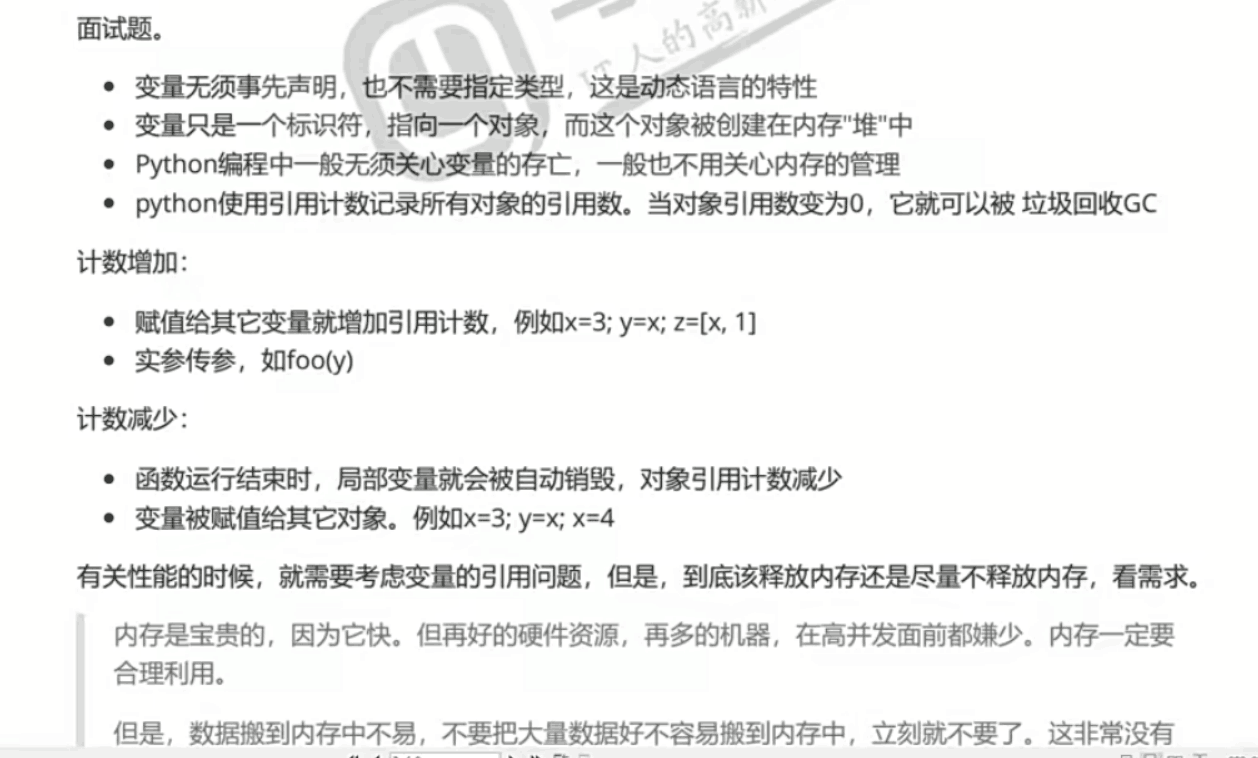 面试题。
• 变量无须事先声明，也不需要指定类型，这是动态语言的特性
• 变量只是一个标识符，指向一个对象，而这个对象被创建在内存"堆"中
• Python编程中一般无须关心变量的存亡，一般也不用关心内存的管理
• python使用引用计数记录所有对象的引用数。当对象引用数变为0，它就可以被 垃圾回收GC
计数增加：
• 赋值给其它变量就增加引用计数，例如x=3; y=x; z=[x, 1]
• 实参传参，如foo(y)
计数减少：
• 函数运行结束时，局部变量就会被自动销毁，对象引用计数减少
• 变量被赋值给其它对象。例如x=3; y=x; x=4
有关性能的时候，就需要考虑变量的引用问题，但是，到底该释放内存还是尽量不释放内存，看需求。
内存是宝贵的，因为它快。但再好的硬件资源，再多的机器，在高并发面前都嫌少。内存一定要
合理利用。
但是，数据搬到内存中不易，不要把大量数据好不容易搬到内存中，立刻就不要了。这非常没有
IT人的高薪